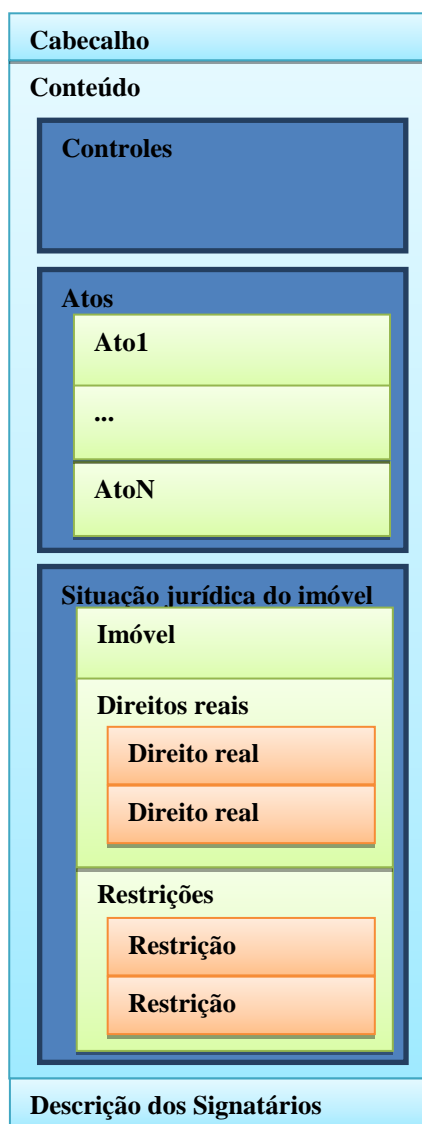 Cabecalho
Conteúdo
Controles
Atos
Ato1
...
AtoN
Situação jurídica do imóvel
Imóvel
Direitos reais
Direito real
Direito real
Restrições
Restrição
Restrição
Descrição dos Signatários